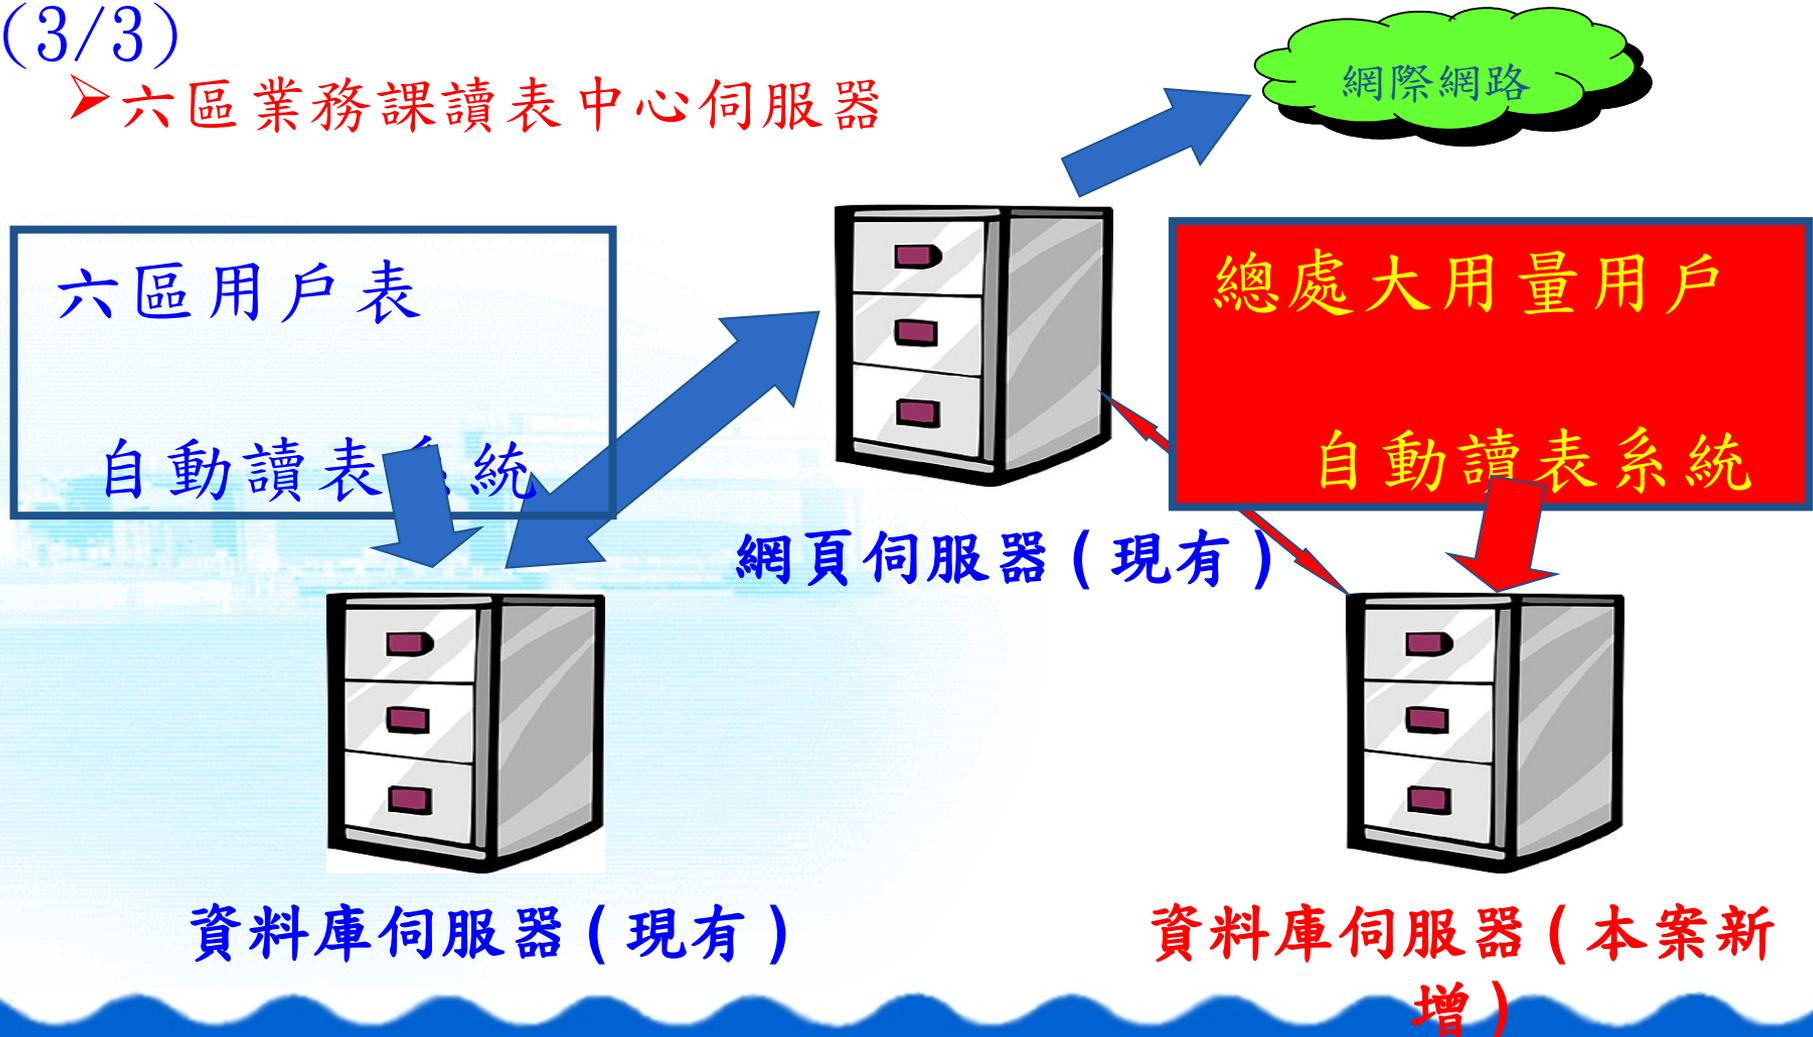 (3/3)
➢六區業務課讀表中心伺服器
網際網路
六區用戶表
自動讀表系統
總處大用量用戶
自動讀表系統
網頁伺服器(現有)
資料庫伺服器(現有)
資料庫伺服器(本案新
增)